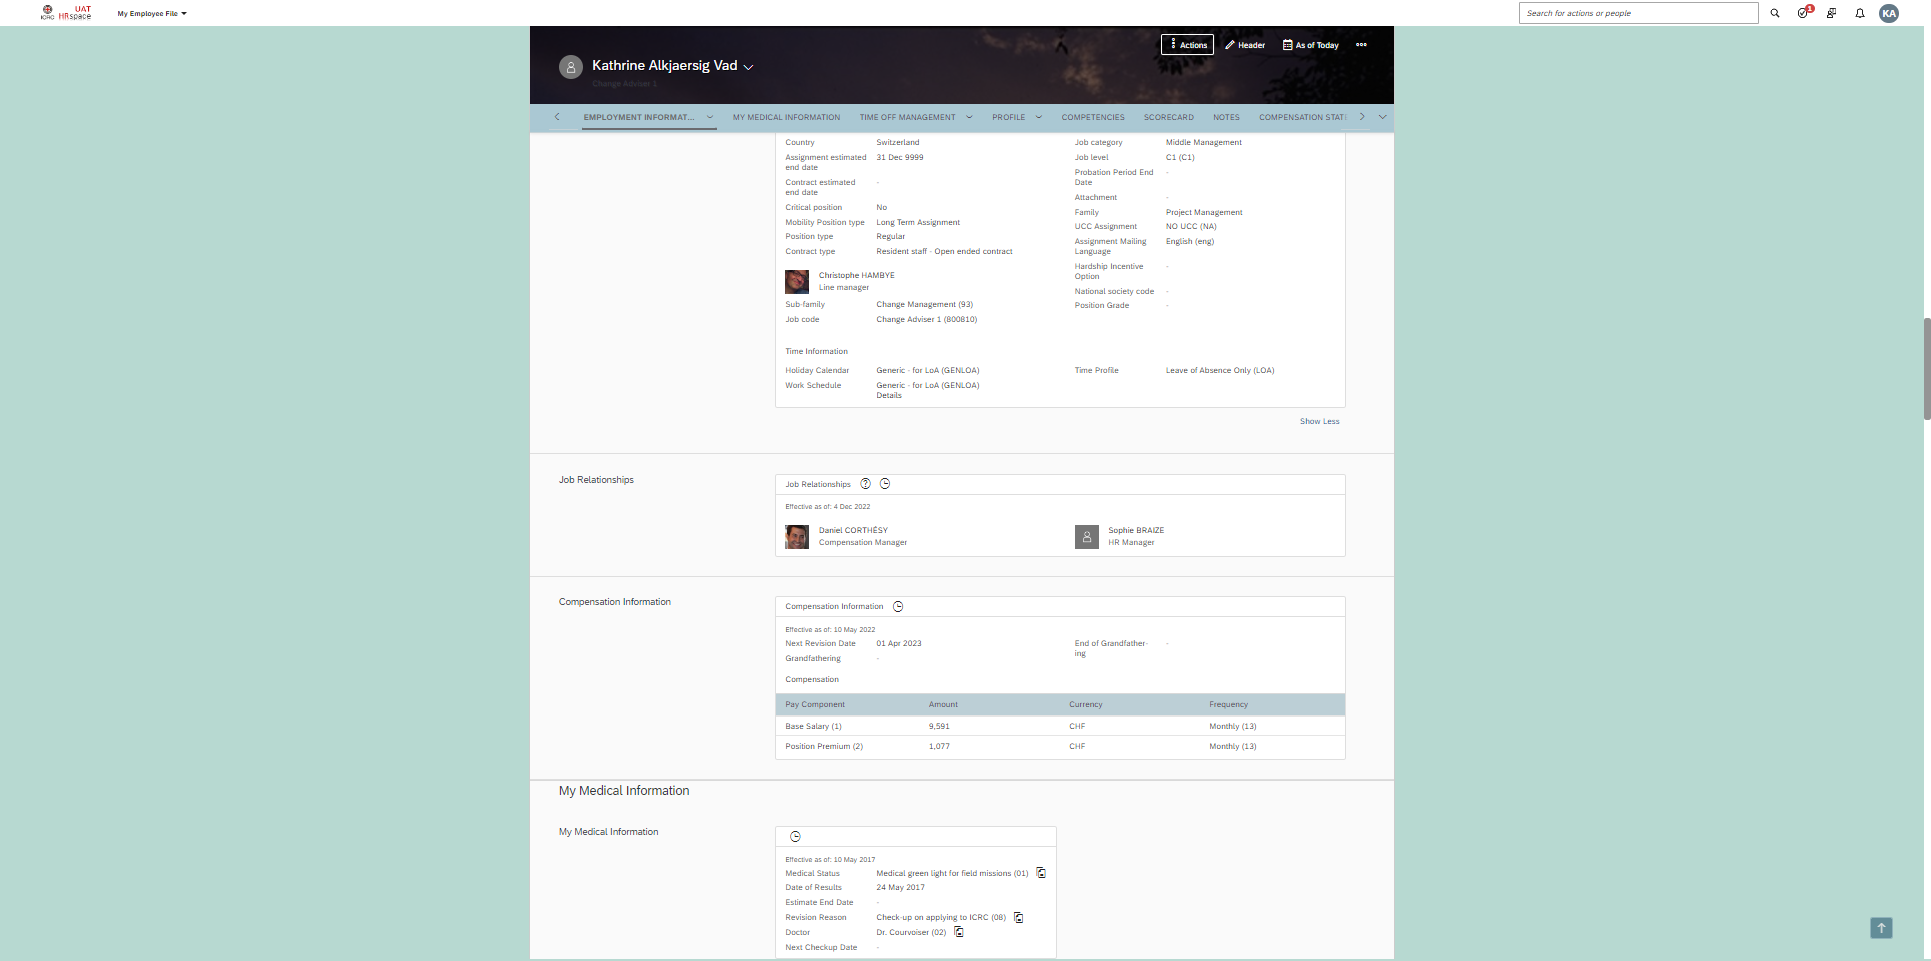 ICRC
UAT
HRspace
My Employee File
Search for actions or people
1
KA
Actions
Header
As of Today
Kathrine Alkjaersig Vad
Change Adviser 1
EMPLOYMENT INFORMAT...
MY MEDICAL INFORMATION
TIME OFF MANAGEMENT
PROFILE
COMPETENCIES
SCORECARD
NOTES
COMPENSATION STAT
Country Switzerland
Assignment estimated end date 31 Dec 9999
Contract estimated end date -
Critical position No
Mobility Position type Long Term Assignment
Position type Regular
Contract type Resident staff - Open ended contract
Christophe HAMBYE
Line manager
Sub-family Change Management (93)
Job code Change Adviser 1 (800810)
Job category Middle Management
Job level C1 (C1)
Probation Period End Date -
Attachment -
Family Project Management
UCC Assignment NO UCC (NA)
Assignment Mailing Language English (eng)
Hardship Incentive Option -
National society code -
Position Grade -
Time Information
Holiday Calendar Generic - for LoA (GENLOA)
Time Profile Leave of Absence Only (LOA)
Work Schedule Generic - for LoA (GENLOA)
Details
Show Less
Job Relationships
Job Relationships
Effective as of: 4 Dec 2022
Daniel CORTHÉSY
Compensation Manager
Sophie BRAIZE
HR Manager
Compensation Information
Compensation Information
Effective as of: 10 May 2022
Next Revision Date 01 Apr 2023
End of Grandfather-
ing -
Grandfathering -
Compensation
Pay Component Amount Currency Frequency
Base Salary (1) 9,591 CHF Monthly (13)
Position Premium (2) 1,077 CHF Monthly (13)
My Medical Information
My Medical Information
Effective as of: 10 May 2017
Medical Status Medical green light for field missions (01)
Date of Results 24 May 2017
Estimate End Date -
Revision Reason Check-up on applying to ICRC (08)
Doctor Dr. Courvoiser (02)
Next Checkup Date -